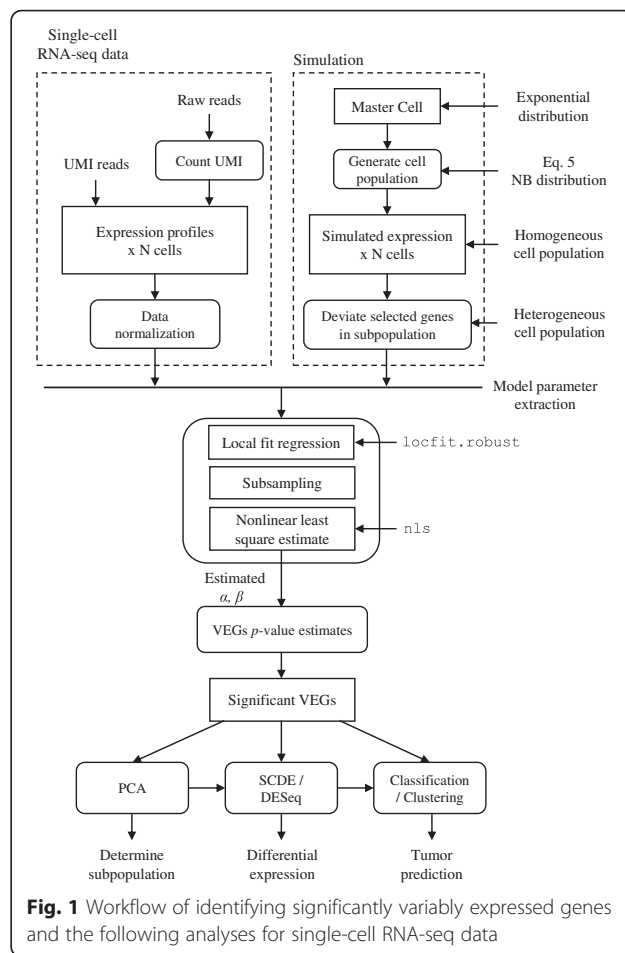 Single-cell
RNA-seq data
Raw reads
UMI reads
Count UMI
Expression profiles
x N cells
Data
normalization
Simulation
Master Cell
Exponential
distribution
Generate cell
population
Eq. 5
NB distribution
Simulated expression
x N cells
Homogeneous
cell population
Deviate selected genes
in subpopulation
Heterogeneous
cell population
Model parameter
extraction
Local fit regression
locfit.robust
Subsampling
Nonlinear least
square estimate
nls
Estimated
α, β
VEGs p-value estimates
Significant VEGs
PCA
SCDE /
DESeq
Classification
/ Clustering
Determine
subpopulation
Differential
expression
Tumor
prediction
Fig. 1 Workflow of identifying significantly variably expressed genes
and the following analyses for single-cell RNA-seq data